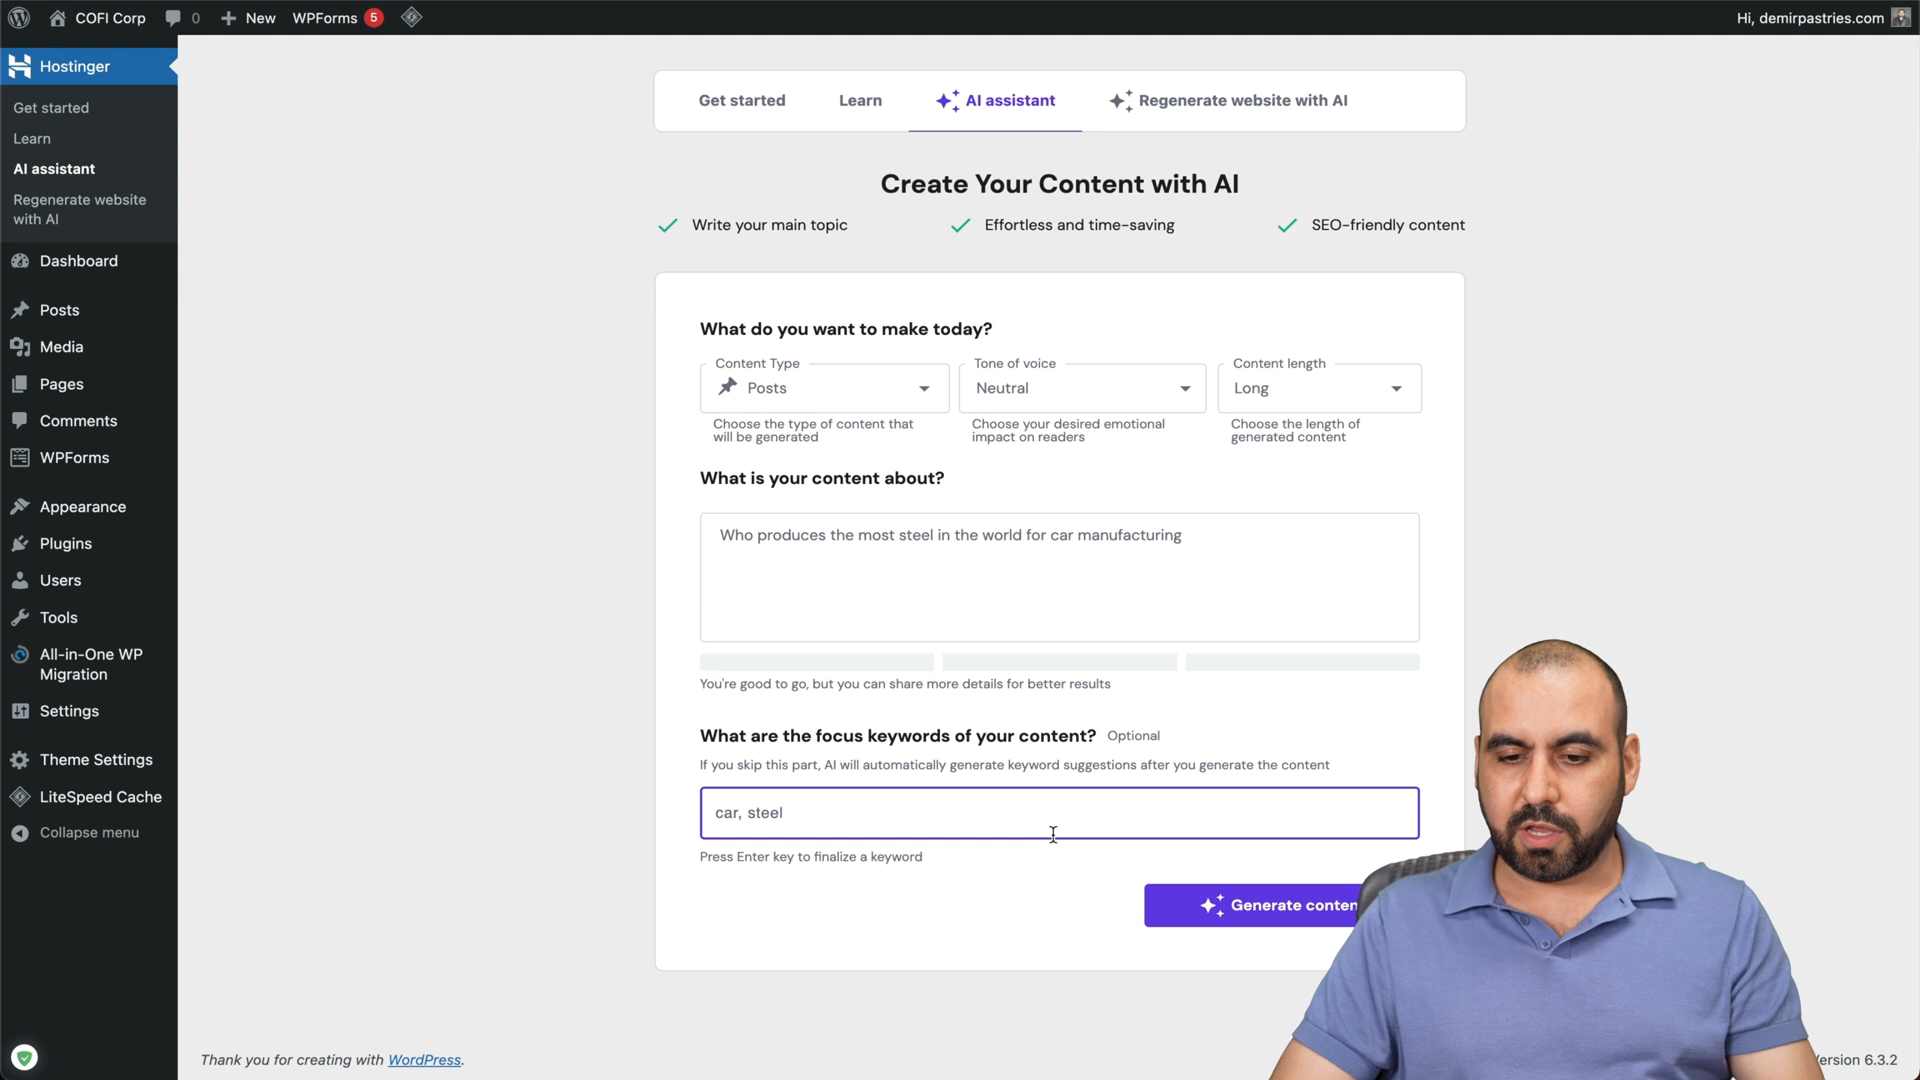 COFI Corp
0
New
WPForms
5
Hi, demirpastries.com
Hostinger
Get started
Learn
AI assistant
Regenerate website
with AI
Dashboard
Posts
Media
Pages
Comments
WPForms
Appearance
Plugins
Users
Tools
All-in-One WP
Migration
Settings
Theme Settings
LiteSpeed Cache
Collapse menu
Get started
Learn
AI assistant
Regenerate website with AI
Create Your Content with AI
Write your main topic
Effortless and time-saving
SEO-friendly content
What do you want to make today?
Content Type
Posts
Choose the type of content that
will be generated
Tone of voice
Neutral
Choose your desired emotional
impact on readers
Content length
Long
Choose the length of
generated content
What is your content about?
Who produces the most steel in the world for car manufacturing
You're good to go, but you can share more details for better results
What are the focus keywords of your content? Optional
If you skip this part, AI will automatically generate keyword suggestions after you generate the content
car, steel
Press Enter key to finalize a keyword
Generate conten
Thank you for creating with WordPress.
ersion 6.3.2